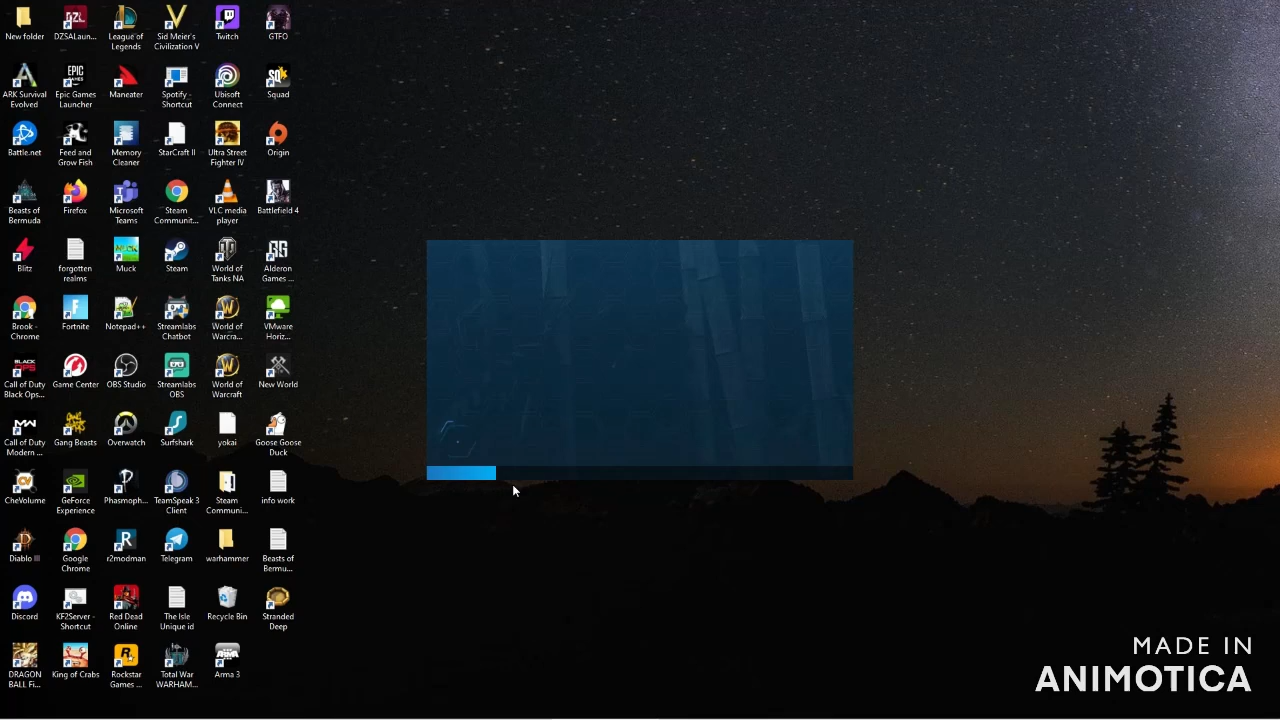 New folder
DZSALaun...
League of
Legends
Sid Meier's
Civilization V
Twitch
GTFO
ARK Survival
Evolved
Epic Games
Launcher
Maneater
Spotify -
Shortcut
Ubisoft
Connect
Squad
Battle.net
Feed and
Grow Fish
Memory
Cleaner
StarCraft II
Ultra Street
Fighter IV
Origin
Beasts of
Bermuda
Firefox
Microsoft
Teams
Steam
Communit...
VLC media
player
Battlefield 4
Blitz
forgotten
realms
Muck
Steam
World of
Tanks NA
Alderon
Games ...
Brook -
Chrome
Fortnite
Notepad++
Streamlabs
Chatbot
World of
Warcra...
VMware
Horiz...
Call of Duty
Black Ops...
Game Center
OBS Studio
Streamlabs
OBS
World of
Warcraft
New World
Call of Duty
Modern ...
Gang Beasts
Overwatch
Surfshark
yokai
Goose Goose
Duck
CheVolume
GeForce
Experience
Phasmoph...
TeamSpeak 3
Client
Steam
Communi...
info work
Diablo III
Google
Chrome
r2modman
Telegram
warhammer
Beasts of
Bermu...
Discord
KF2Server -
Shortcut
Red Dead
Online
The Isle
Unique id
Recycle Bin
Stranded
Deep
DRAGON
BALL Fi...
King of Crabs
Rockstar
Games ...
Total War
WARHAM...
Arma 3
MADE IN
ANIMOTICA